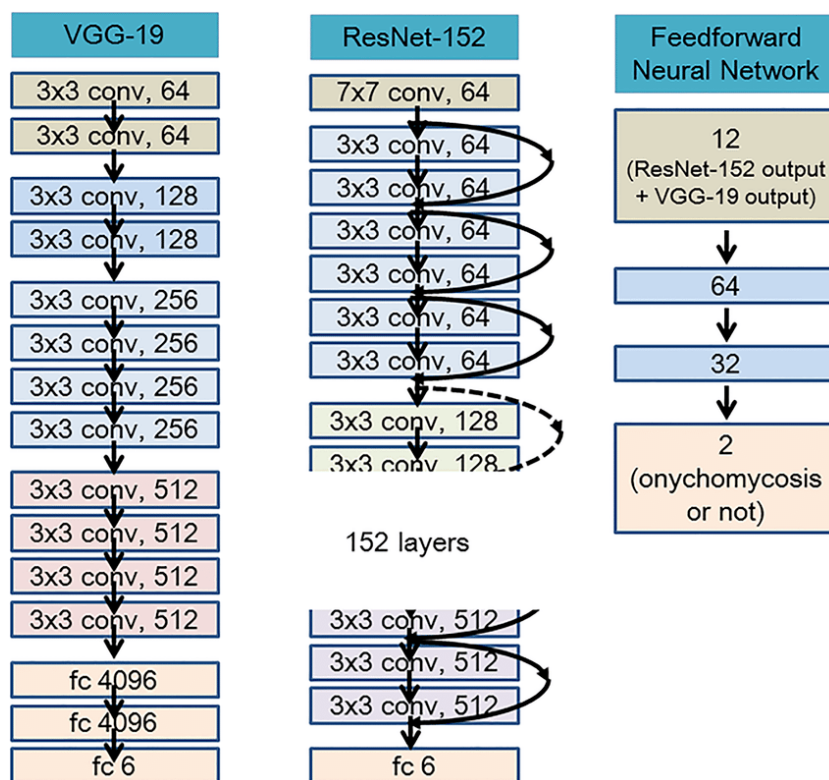 VGG-19
3x3 conv, 64
3x3 conv, 64
3x3 conv, 128
3x3 conv, 128
3x3 conv, 256
3x3 conv, 256
3x3 conv, 256
3x3 conv, 256
3x3 conv, 512
3x3 conv, 512
3x3 conv, 512
3x3 conv, 512
fc 4096
fc 4096
fc 6
ResNet-152
7x7 conv, 64
3x3 conv, 64
3x3 conv, 64
3x3 conv, 64
3x3 conv, 64
3x3 conv, 64
3x3 conv, 64
3x3 conv, 128
3x3 conv, 128
152 layers
3x3 conv, 512
3x3 conv, 512
3x3 conv, 512
fc 6
Feedforward
Neural Network
12
(ResNet-152 output
+ VGG-19 output)
64
32
2
(onychomycosis
or not)